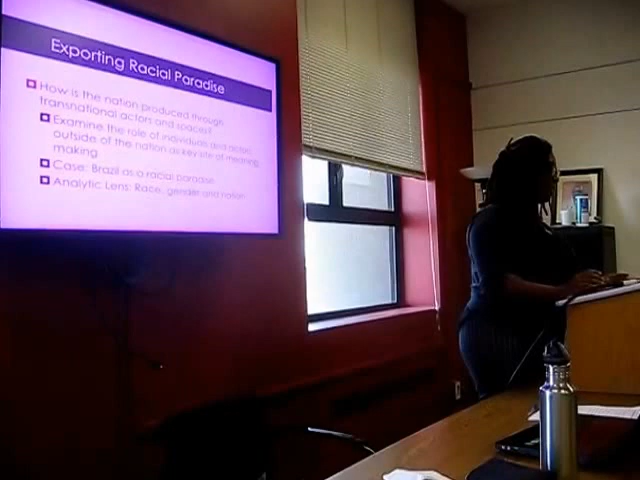 Exporting Racial Paradise
How is the nation produced through
transnational actors and spaces?
Examine the role of individuals and actors
outside of the nation as key site of meaning
making
Case: Brazil as a racial paradise
Analytic Lens: Race, gender and nation